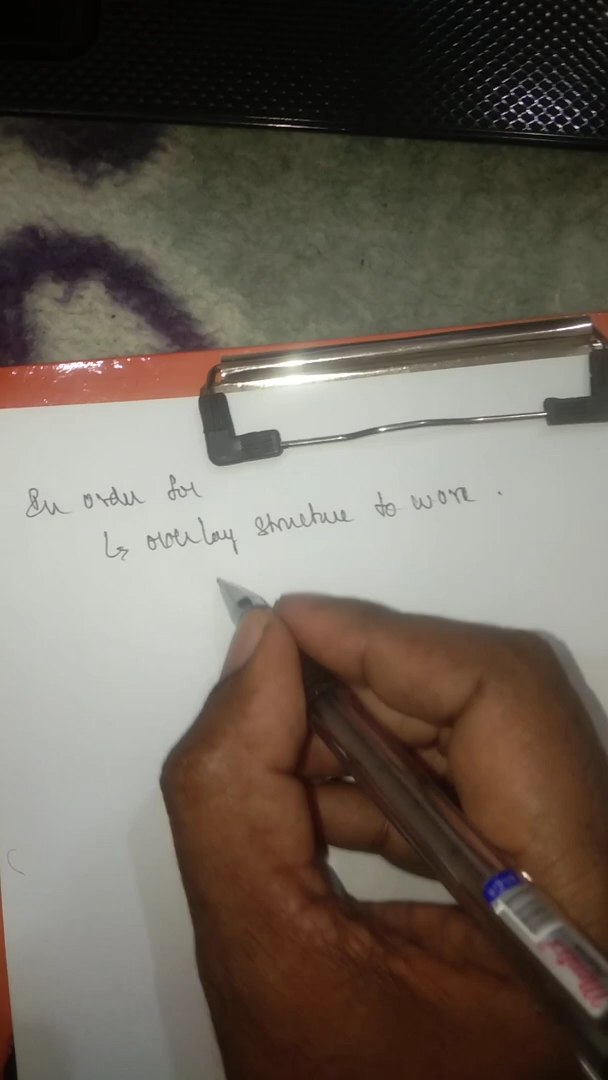 In order for
↳ overlay structure to work.